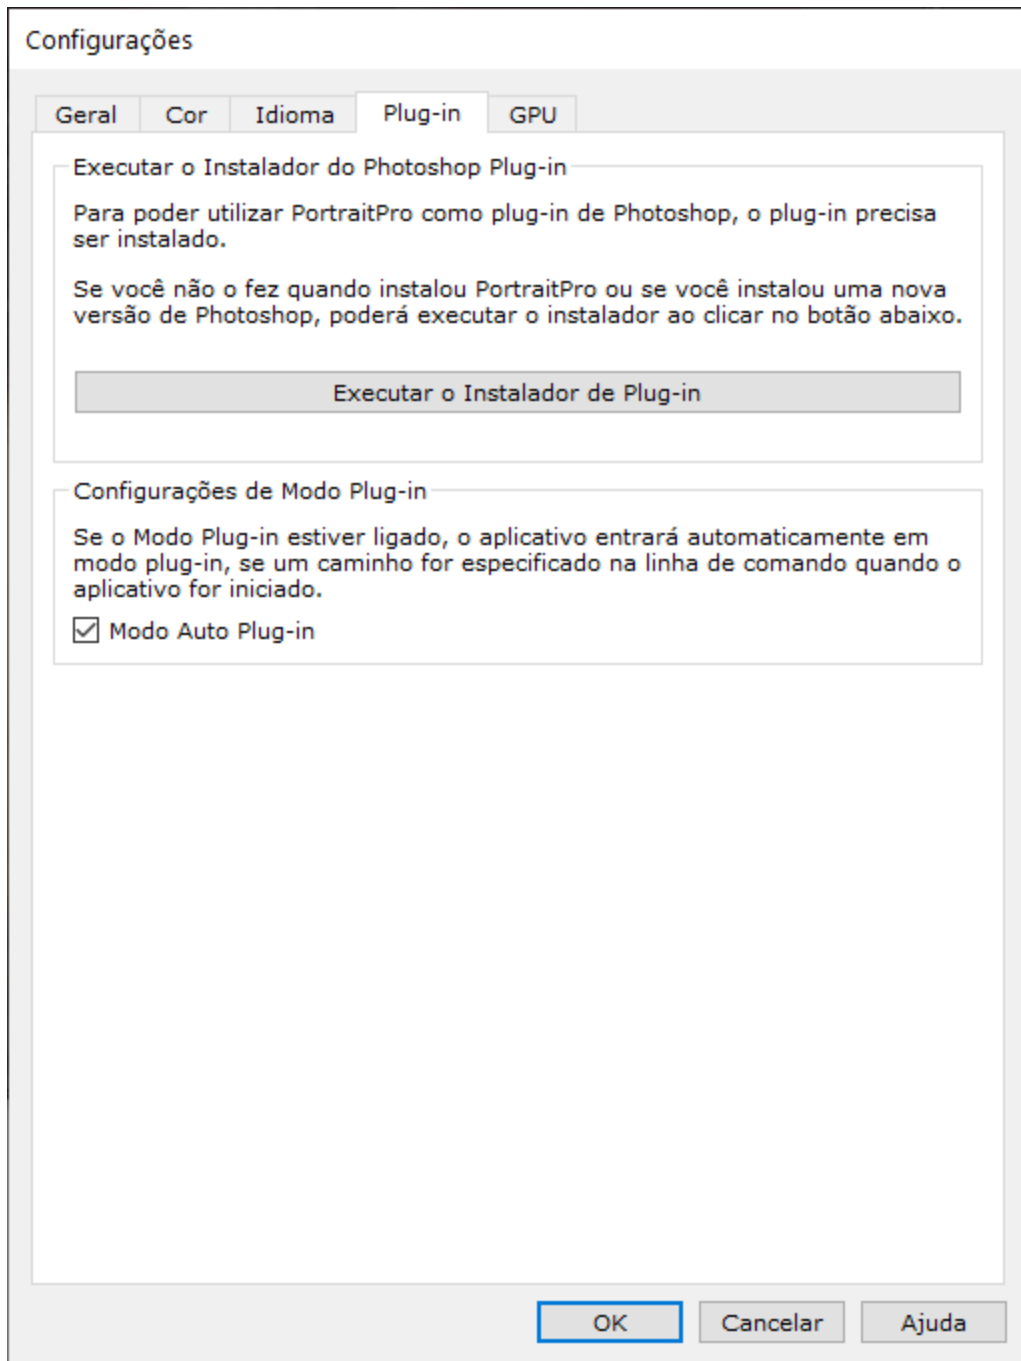 Configurações
Geral
Cor
Idioma
Plug-in
GPU
Executar o Instalador do Photoshop Plug-in
Para poder utilizar PortraitPro como plug-in de Photoshop, o plug-in precisa
ser instalado.
Se você não o fez quando instalou PortraitPro ou se você instalou uma nova
versão de Photoshop, poderá executar o instalador ao clicar no botão abaixo.
Executar o Instalador de Plug-in
Configurações de Modo Plug-in
Se o Modo Plug-in estiver ligado, o aplicativo entrará automaticamente em
modo plug-in, se um caminho for especificado na linha de comando quando o
aplicativo for iniciado.
Modo Auto Plug-in
OK
Cancelar
Ajuda